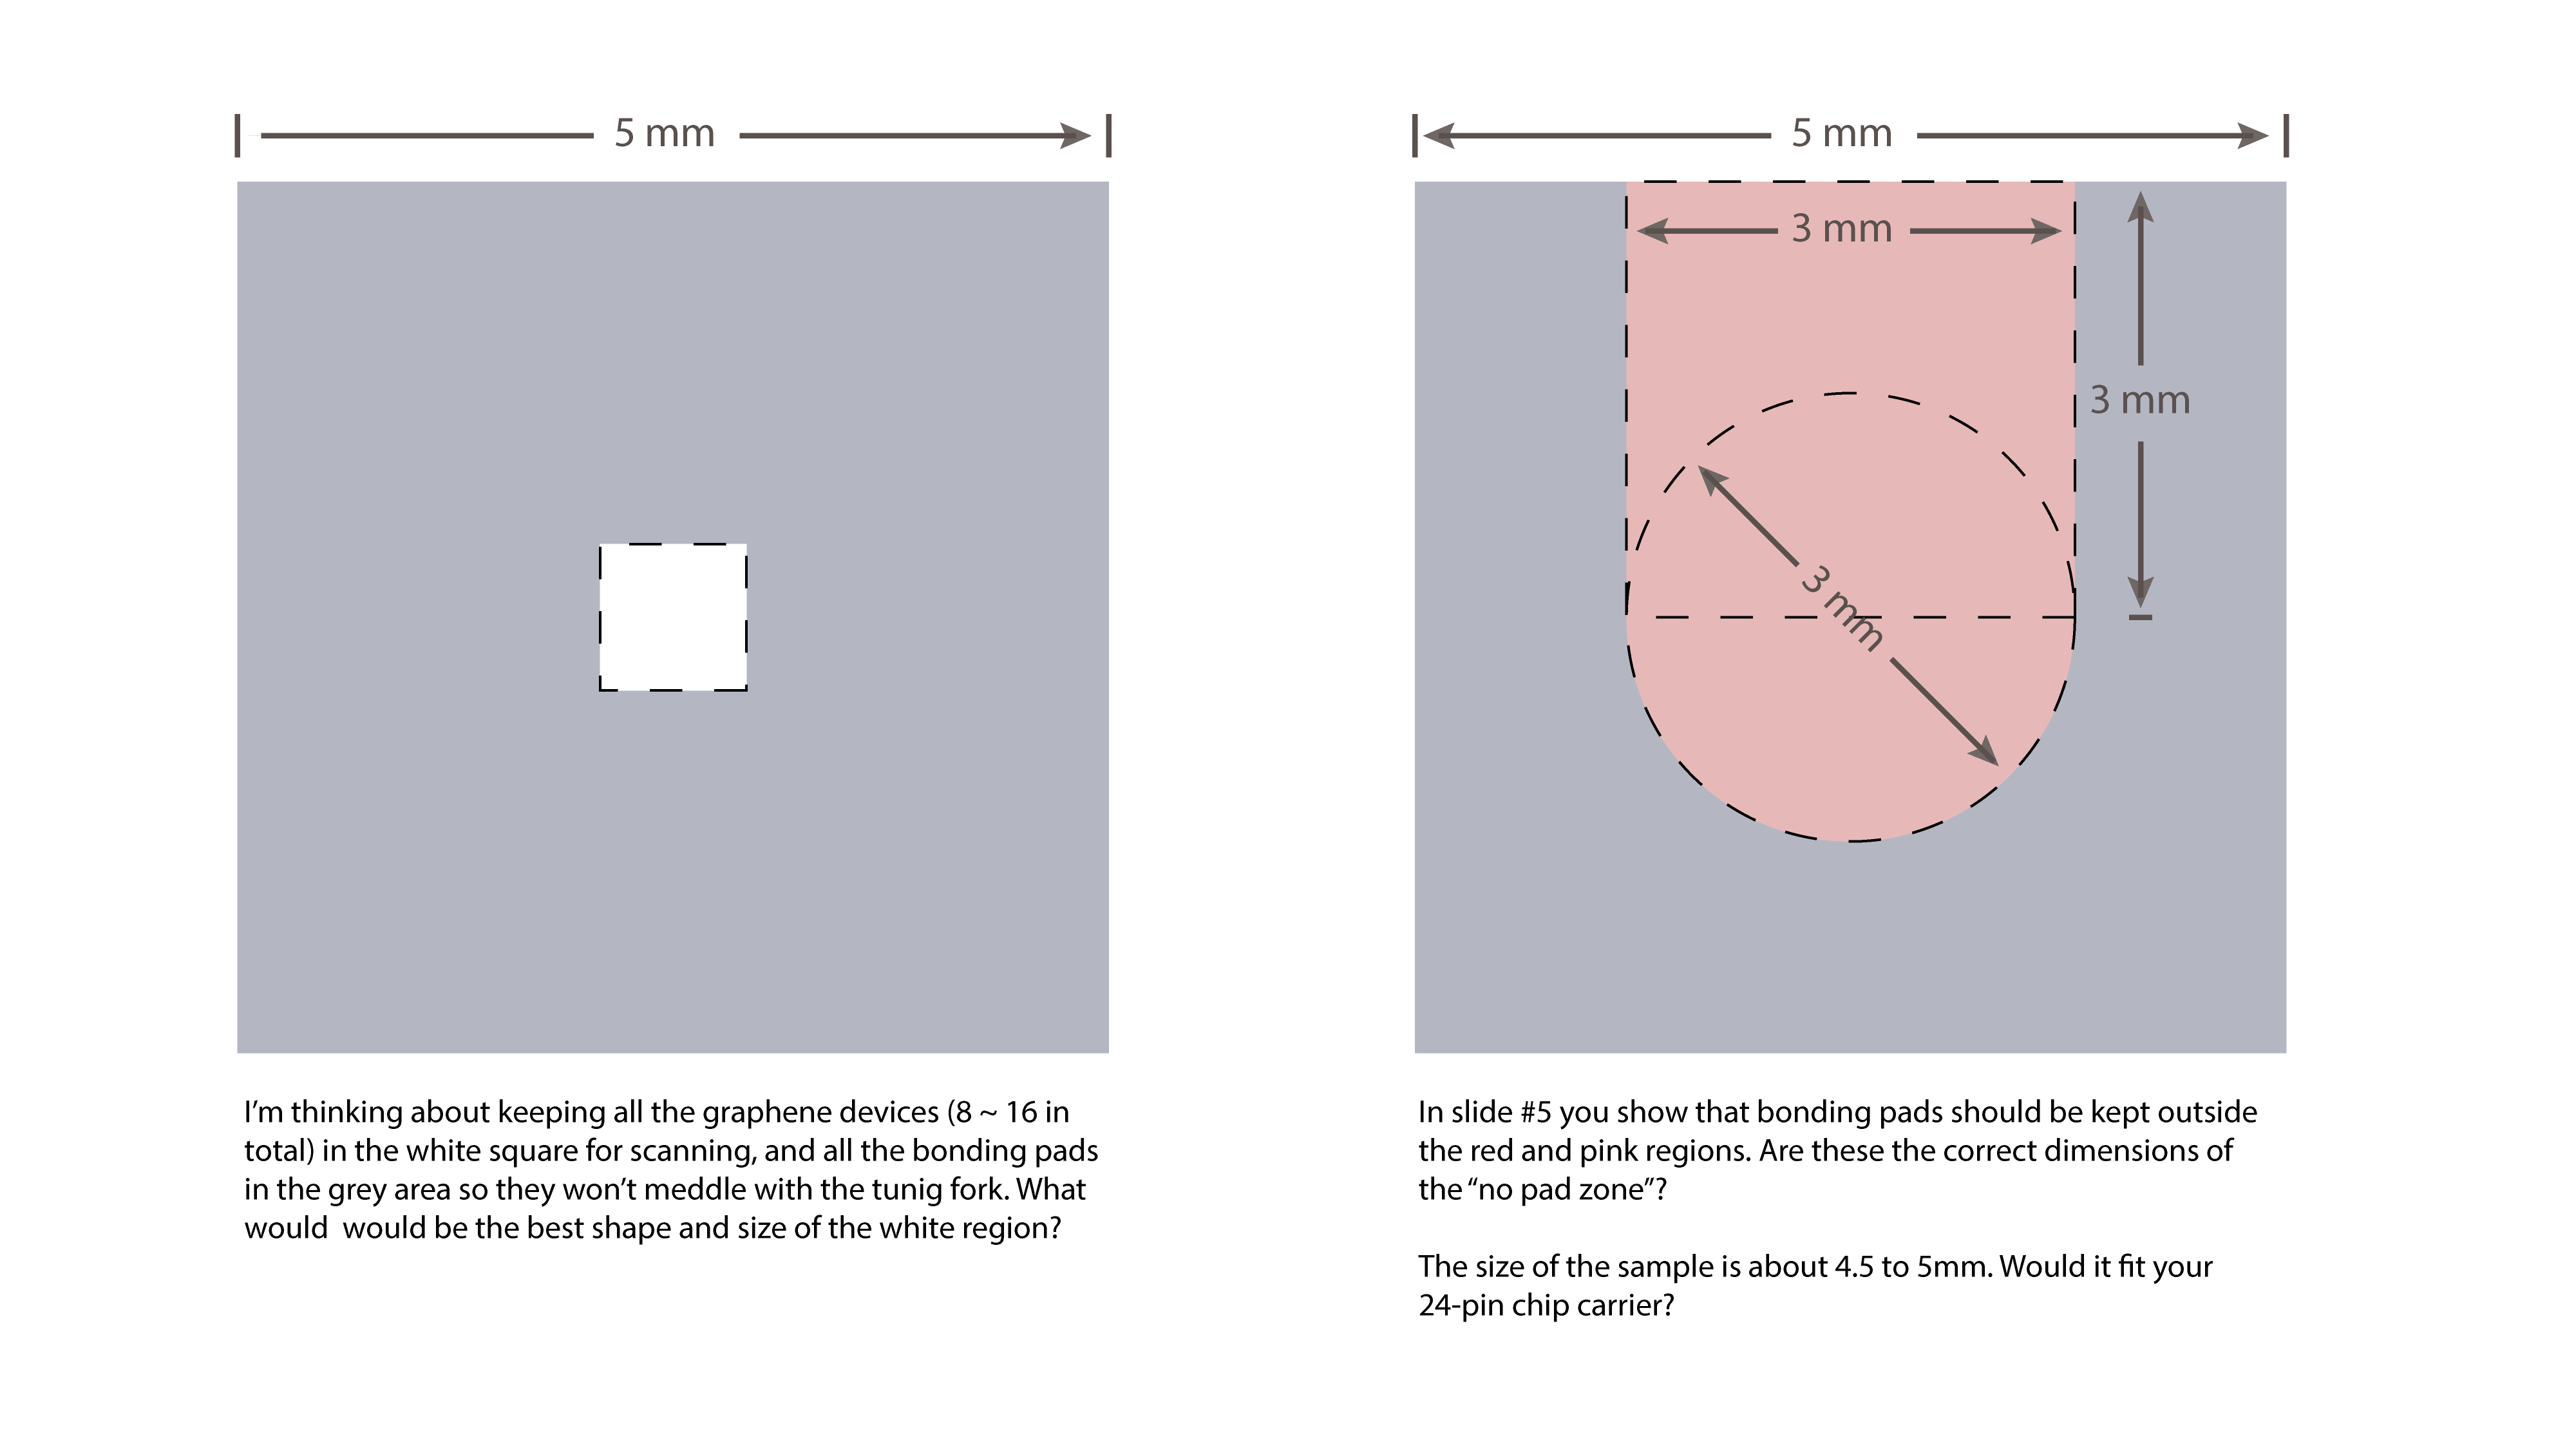 5 mm
5 mm
3 mm
3 mm
3 mm
I’m thinking about keeping all the graphene devices (8 ~ 16 in
total) in the white square for scanning, and all the bonding pads
in the grey area so they won’t meddle with the tunig fork. What
would  would be the best shape and size of the white region?
In slide #5 you show that bonding pads should be kept outside
the red and pink regions. Are these the correct dimensions of
the “no pad zone”?
The size of the sample is about 4.5 to 5mm. Would it fit your
24-pin chip carrier?